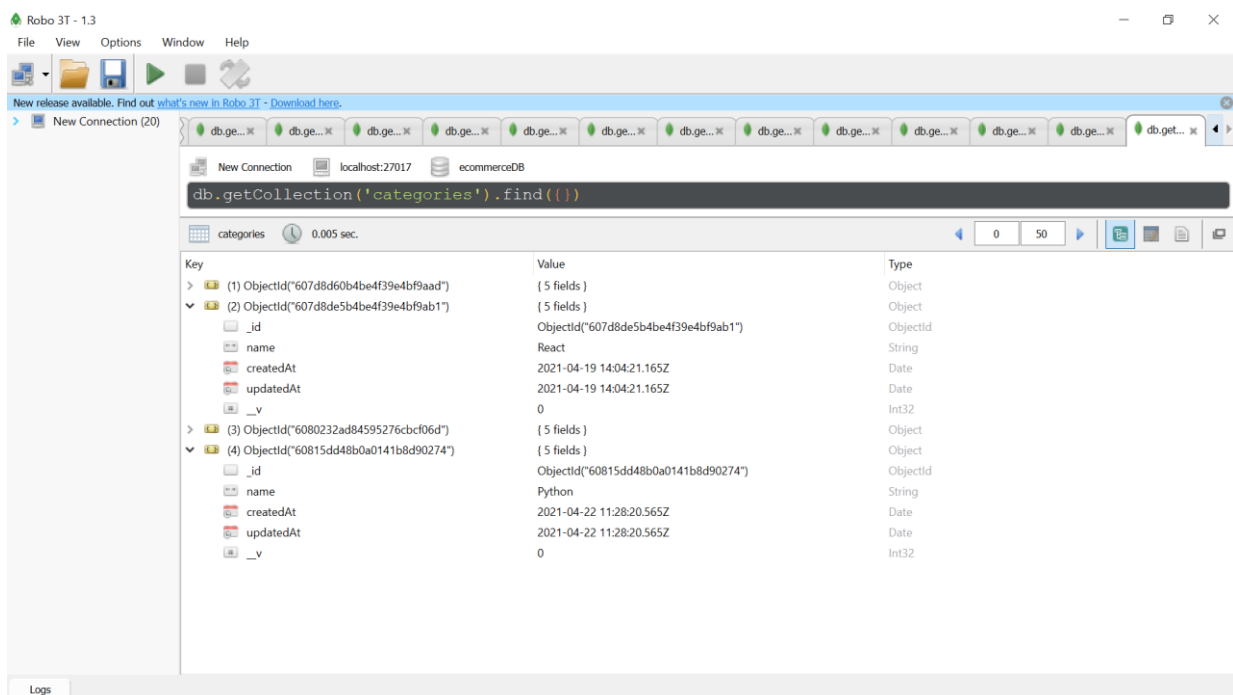 Robo 3T - 1.3
File View Options Window Help
New release available. Find out what's new in Robo 3T - Download here.
New Connection (20)
db.ge... db.ge... db.ge... db.ge... db.ge... db.ge... db.ge... db.ge... db.ge... db.ge... db.ge... db.ge... db.get...
New Connection localhost:27017 ecommerceDB
db.getCollection('categories').find({})
categories 0.005 sec. 0 50
Key Value Type
(1) ObjectId("607d8d60b4be4f39e4bf9aad") { 5 fields } Object
(2) ObjectId("607d8de5b4be4f39e4bf9ab1") { 5 fields } Object
_id ObjectId("607d8de5b4be4f39e4bf9ab1") ObjectId
name React String
createdAt 2021-04-19 14:04:21.165Z Date
updatedAt 2021-04-19 14:04:21.165Z Date
__v 0 Int32
(3) ObjectId("6080232ad84595276cbcf06d") { 5 fields } Object
(4) ObjectId("60815dd48b0a0141b8d90274") { 5 fields } Object
_id ObjectId("60815dd48b0a0141b8d90274") ObjectId
name Python String
createdAt 2021-04-22 11:28:20.565Z Date
updatedAt 2021-04-22 11:28:20.565Z Date
__v 0 Int32
Logs